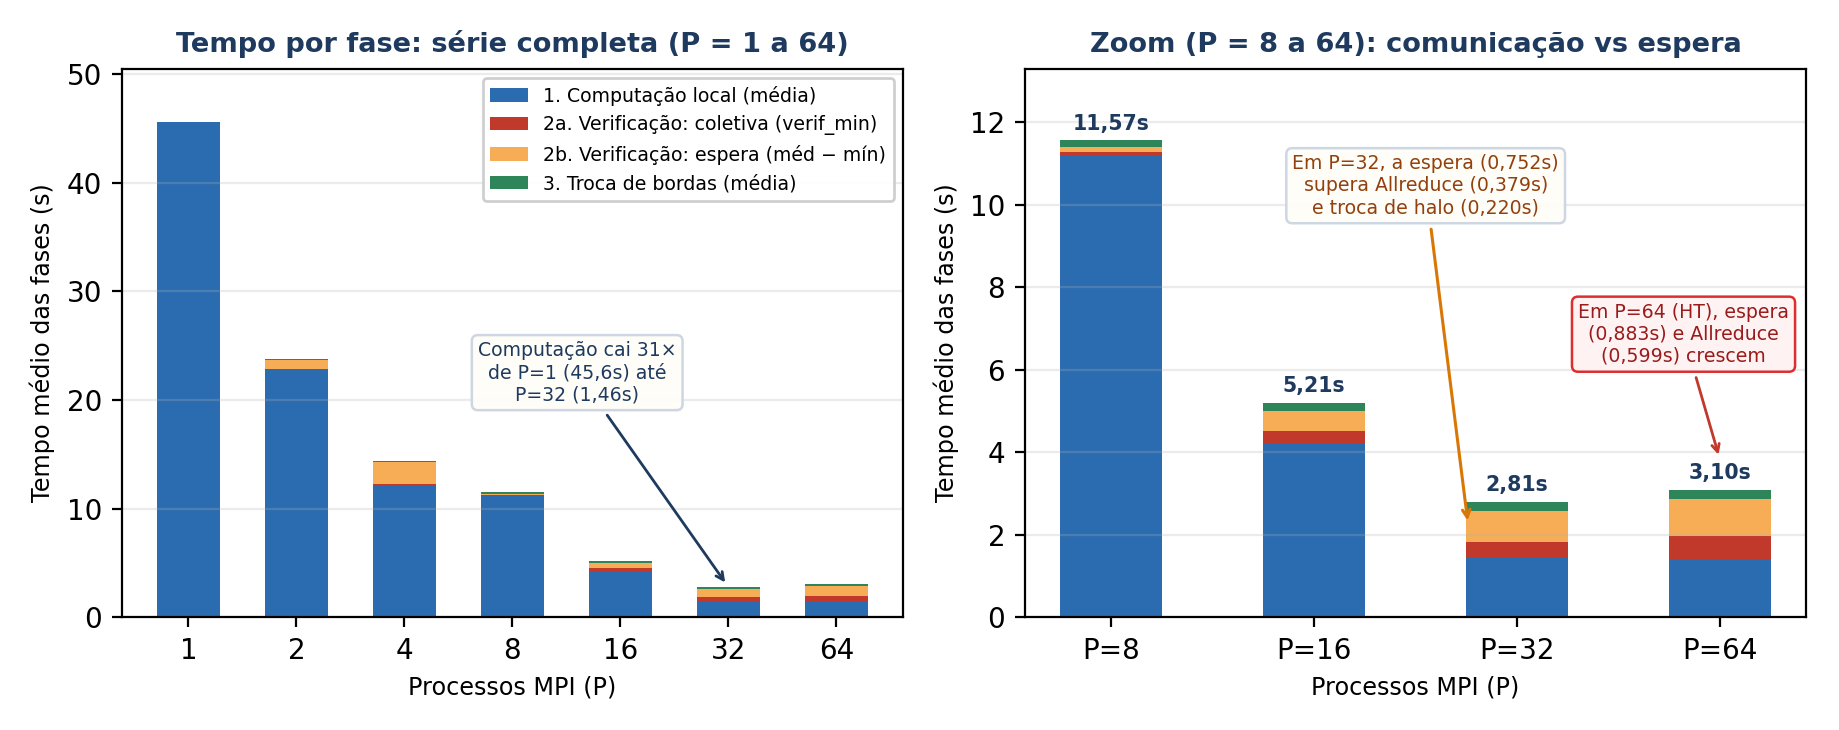 Tempo por fase: série completa (P = 1 a 64)
Tempo médio das fases (s)
50
40
30
20
10
0
1. Computação local (média)
2a. Verificação: coletiva (verif_min)
2b. Verificação: espera (méd − mín)
3. Troca de bordas (média)
Computação cai 31×
de P=1 (45,6s) até
P=32 (1,46s)
1
2
4
8
16
32
64
Processos MPI (P)
Zoom (P = 8 a 64): comunicação vs espera
Tempo médio das fases (s)
12
10
8
6
4
2
0
11,57s
Em P=32, a espera (0,752s)
supera Allreduce (0,379s)
e troca de halo (0,220s)
Em P=64 (HT), espera
(0,883s) e Allreduce
(0,599s) crescem
5,21s
2,81s
3,10s
P=8
P=16
P=32
P=64
Processos MPI (P)